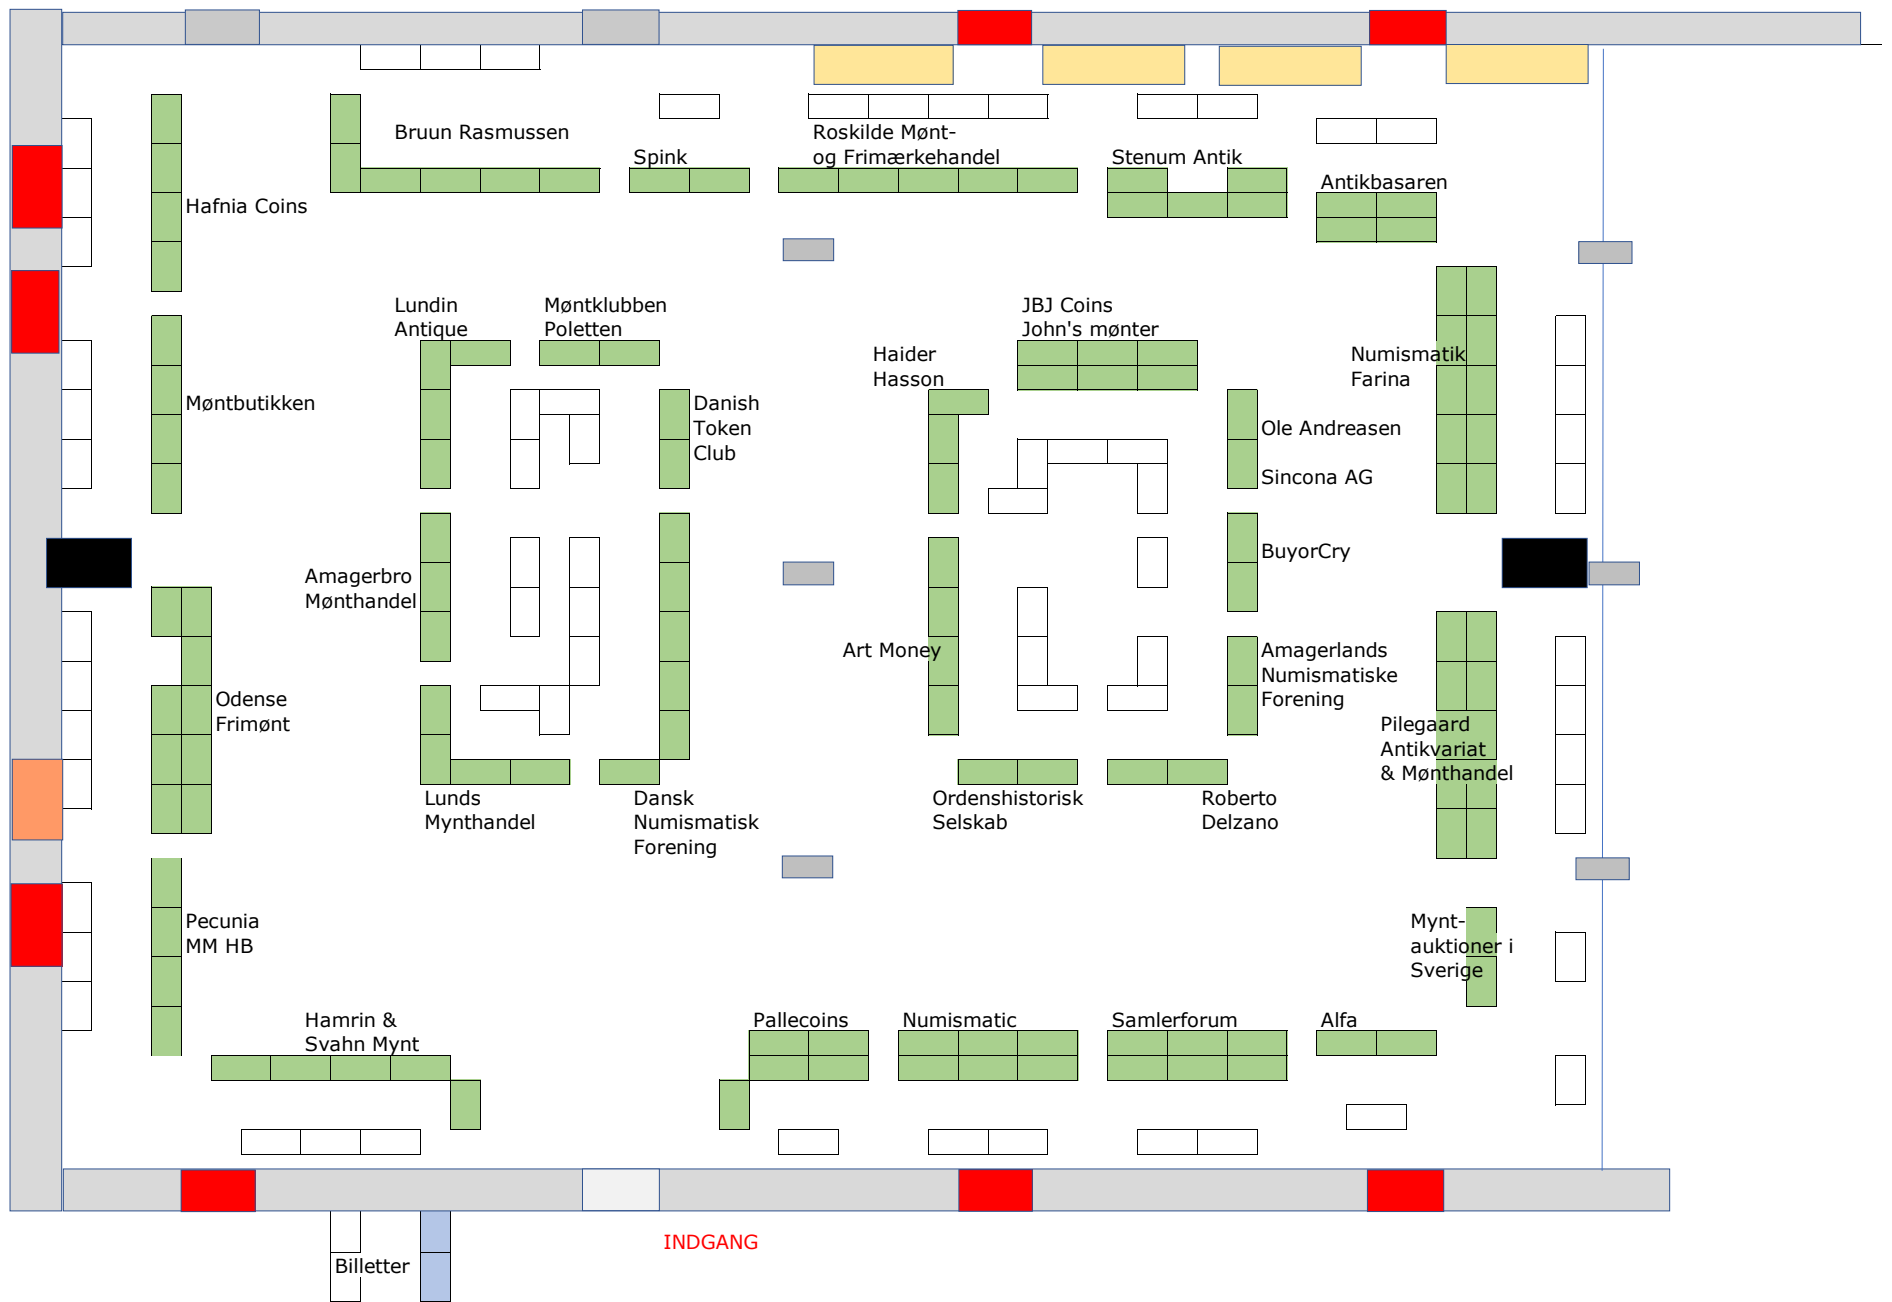 Bruun Rasmussen
Roskilde Mønt-
og Frimærkehandel
Spink
Stenum Antik
Antikbasaren
Hafnia Coins
Lundin
Antique
Møntklubben
Poletten
JBJ Coins
John's mønter
Haider
Hasson
Numismatik
Farina
Møntbutikken
Danish
Token
Club
Ole Andreasen
Sincona AG
BuyorCry
Amagerbro
Mønthandel
Art Money
Amagerlands
Numismatiske
Forening
Odense
Frimønt
Pilegaard
Antikvariat
& Mønthandel
Lunds
Mynthandel
Dansk
Numismatisk
Forening
Ordenshistorisk
Selskab
Roberto
Delzano
Pecunia
MM HB
Mynt-
auktioner i
Sverige
Hamrin &
Svahn Mynt
Pallecoins
Numismatic
Samlerforum
Alfa
INDGANG
Billetter